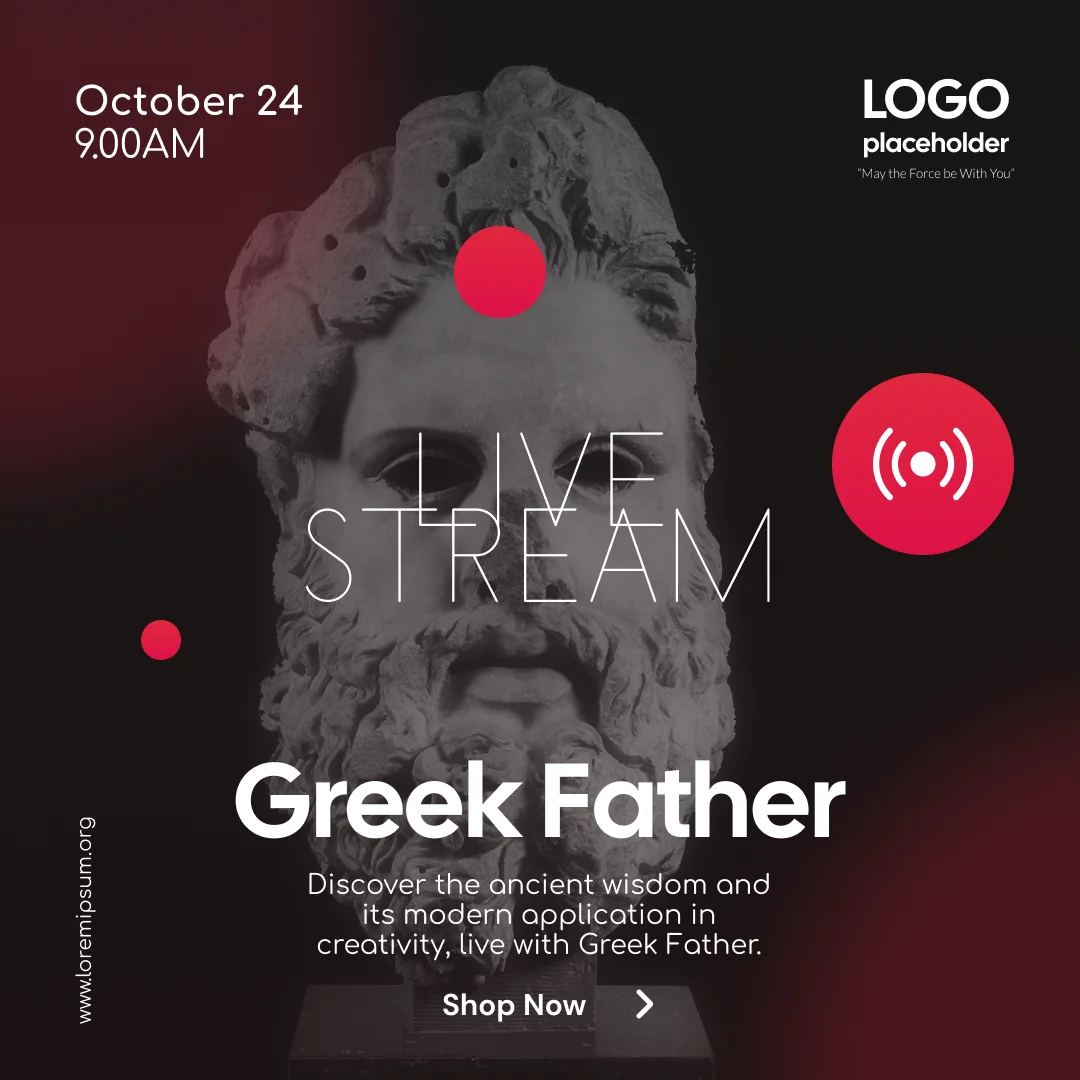 October 24
9.00AM
LOGO
placeholder
“May the Force be With You”
LIVE
STREAM
Greek Father
Discover the ancient wisdom and
its modern application in
creativity, live with Greek Father.
Shop Now
www.loremipsum.org